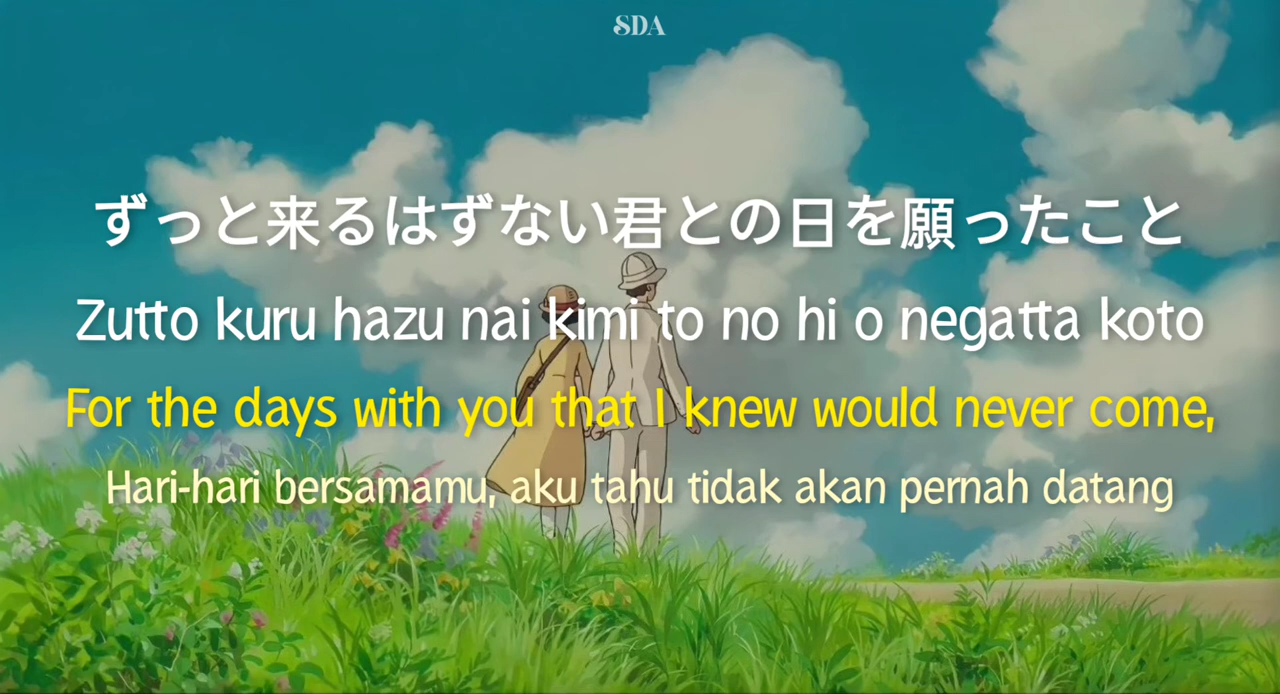 SDA
ずっと来るはずない君との日を願ったこと
Zutto kuru hazu nai kimi to no hi o negatta koto
For the days with you that I knew would never come,
Hari-hari bersamamu, aku tahu tidak akan pernah datang